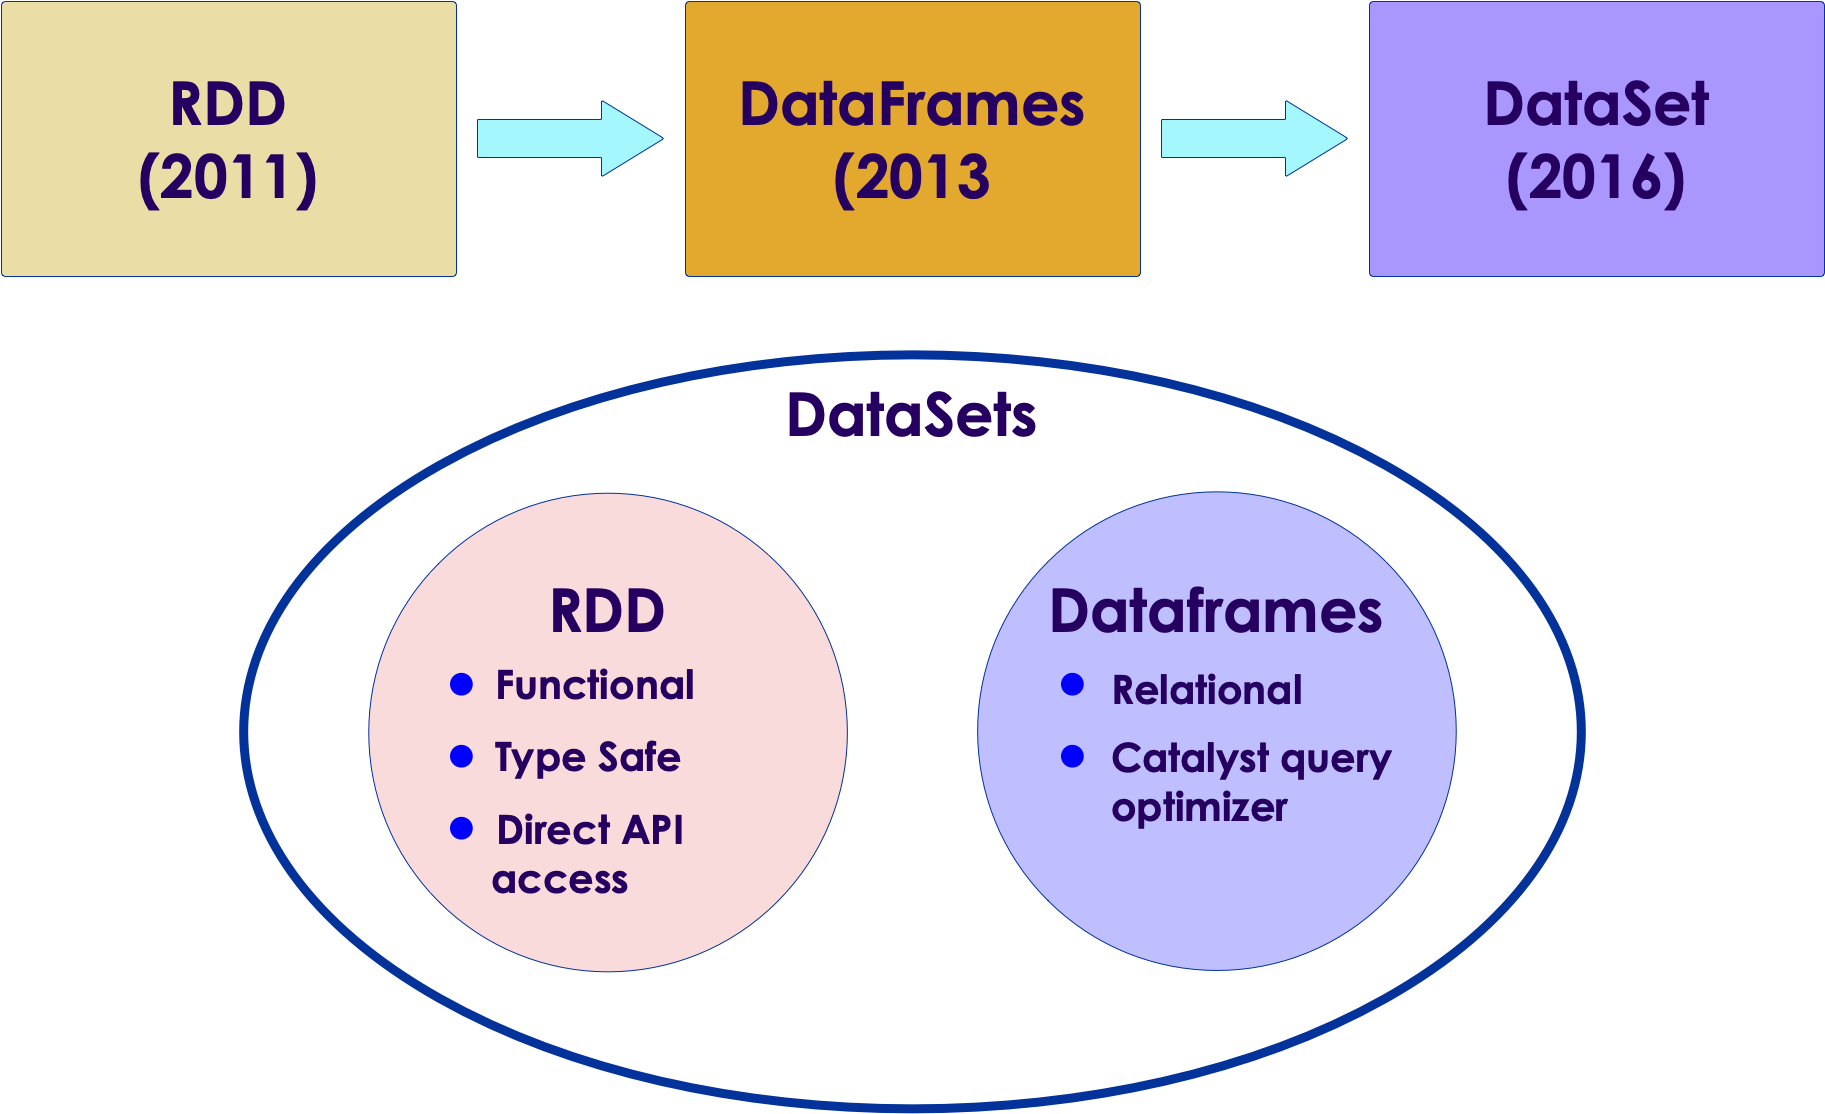 RDD
(2011)
DataFrames
(2013
DataSet
(2016)
DataSets
RDD
Functional
Type Safe
Direct API
access
Dataframes
Relational
Catalyst query
optimizer